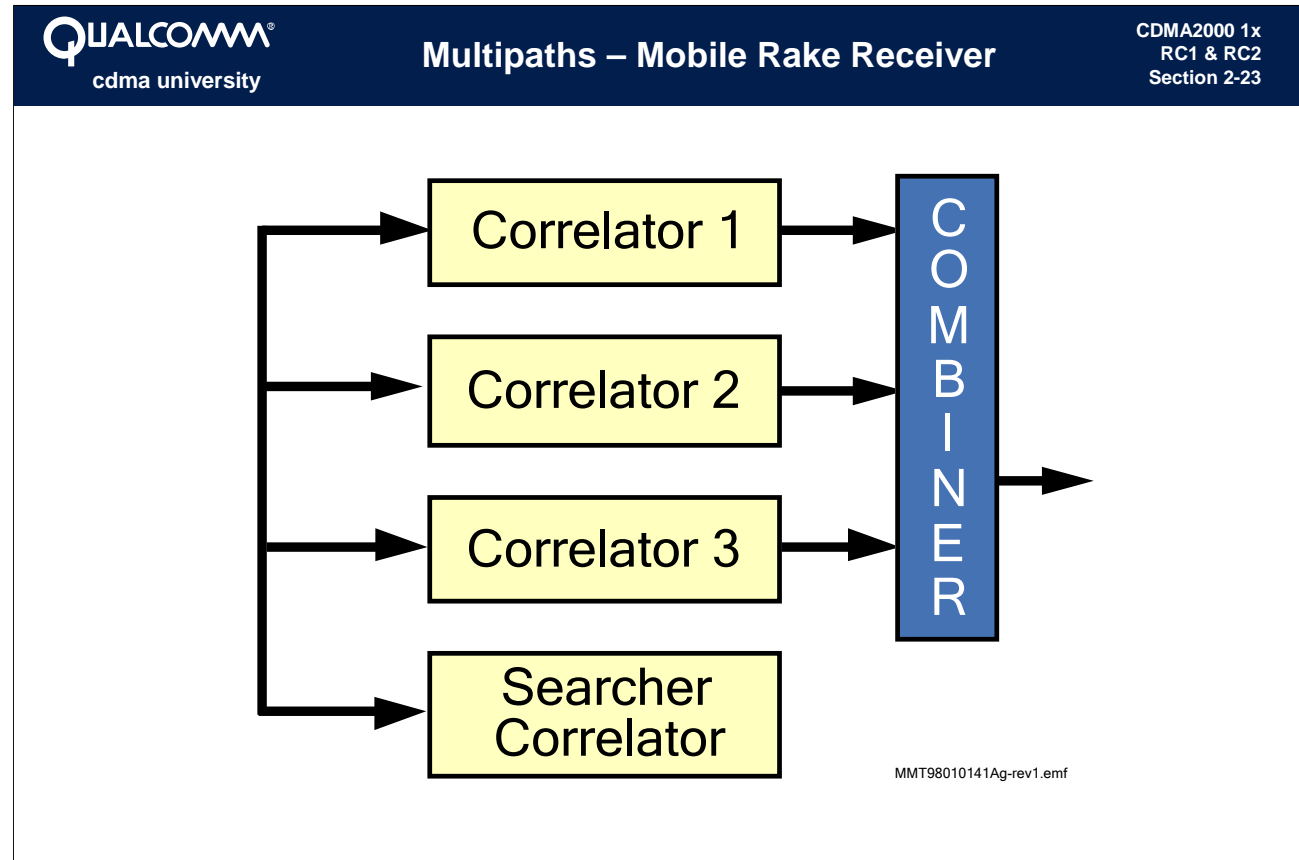 QUALCOMM®
cdma university
Multipaths – Mobile Rake Receiver
CDMA2000 1x
RC1 & RC2
Section 2-23
Correlator 1
Correlator 2
Correlator 3
Searcher
Correlator
COMBINER
MMT98010141Ag-rev1.emf